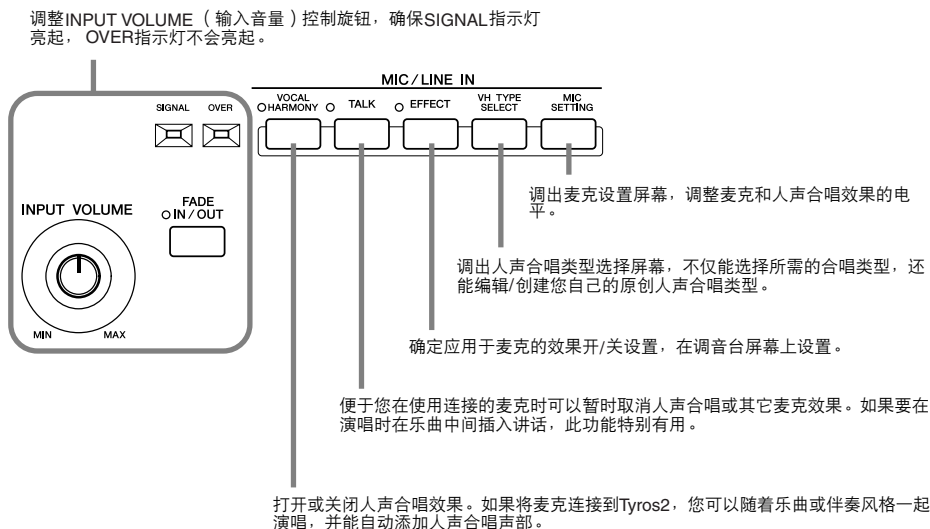 调整INPUT VOLUME（输入音量）控制旋钮，确保SIGNAL指示灯
亮起， OVER指示灯不会亮起。
MIC/LINE IN
SIGNAL
OVER
VOCAL
HARMONY
TALK
EFFECT
VH TYPE
SELECT
MIC
SETTING
INPUT VOLUME
FADE
IN/OUT
MIN
MAX
调出麦克设置屏幕，调整麦克和人声合唱效果的电
平。
调出人声合唱类型选择屏幕，不仅能选择所需的合唱类型，还
能编辑/创建您自己的原创人声合唱类型。
确定应用于麦克的效果开/关设置，在调音台屏幕上设置。
便于您在使用连接的麦克时可以暂时取消人声合唱或其它麦克效果。如果要在
演唱时在乐曲中间插入讲话，此功能特别有用。
打开或关闭人声合唱效果。如果将麦克连接到Tyros2，您可以随着乐曲或伴奏风格一起
演唱，并能自动添加人声合唱声部。